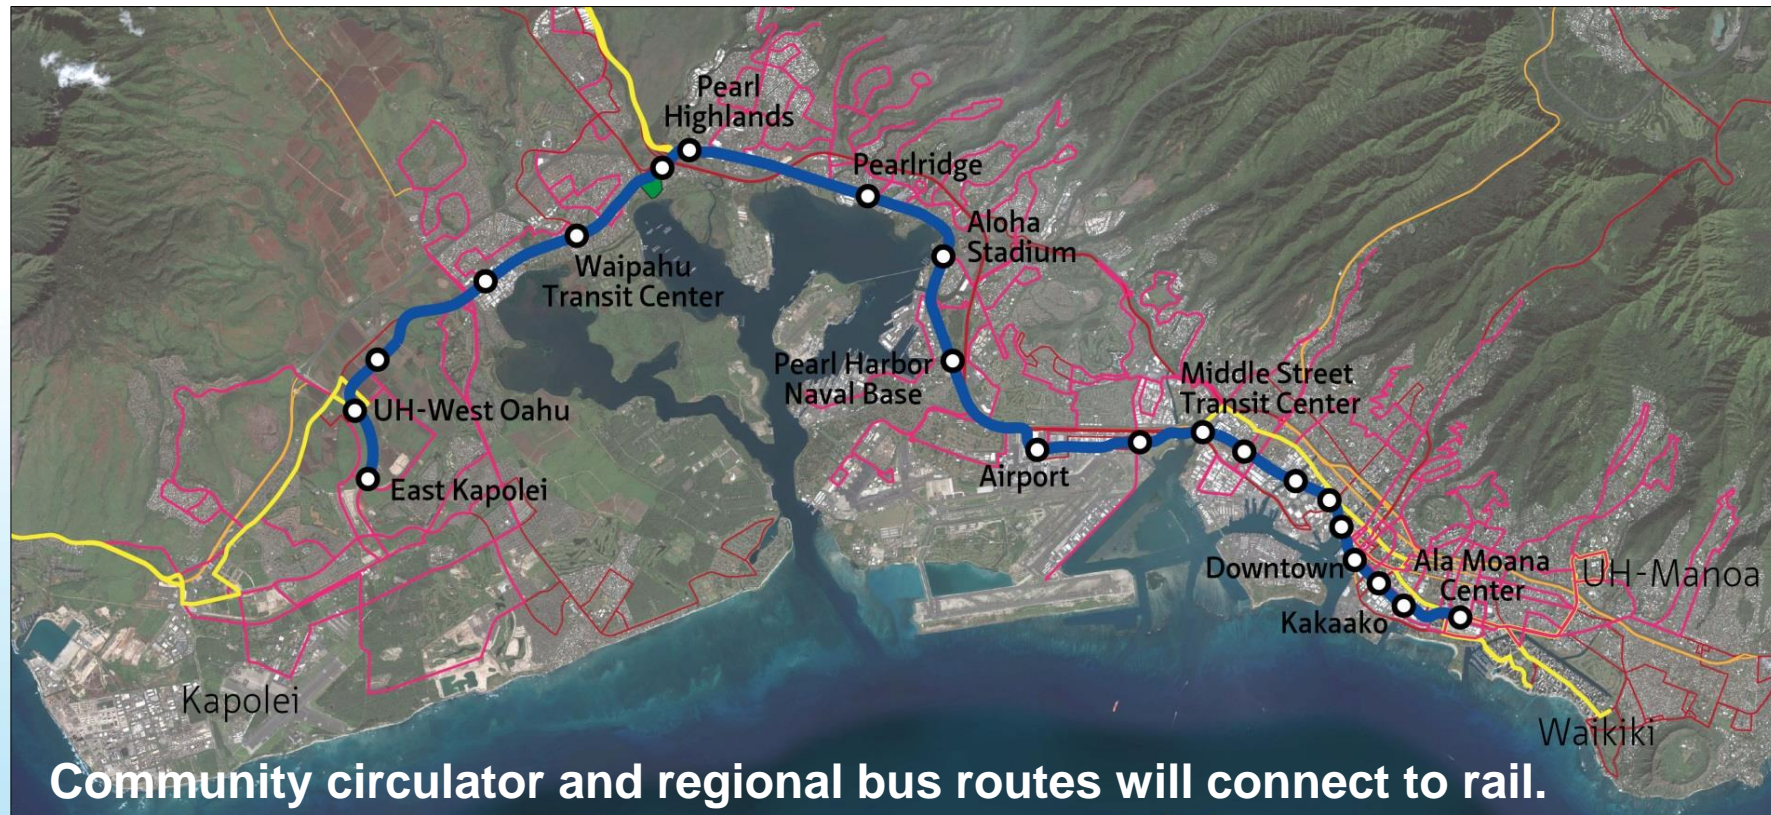 Pearl
Highlands
Pearlridge
Aloha
Stadium
Waipahu
Transit Center
Pearl Harbor
Naval Base
Middle Street
Transit Center
UH-West Oahu
East Kapolei
Airport
Downtown
Ala Moana
Center
UH-Manoa
Kakaako
Kapolei
Waikiki
Community circulator and regional bus routes will connect to rail.